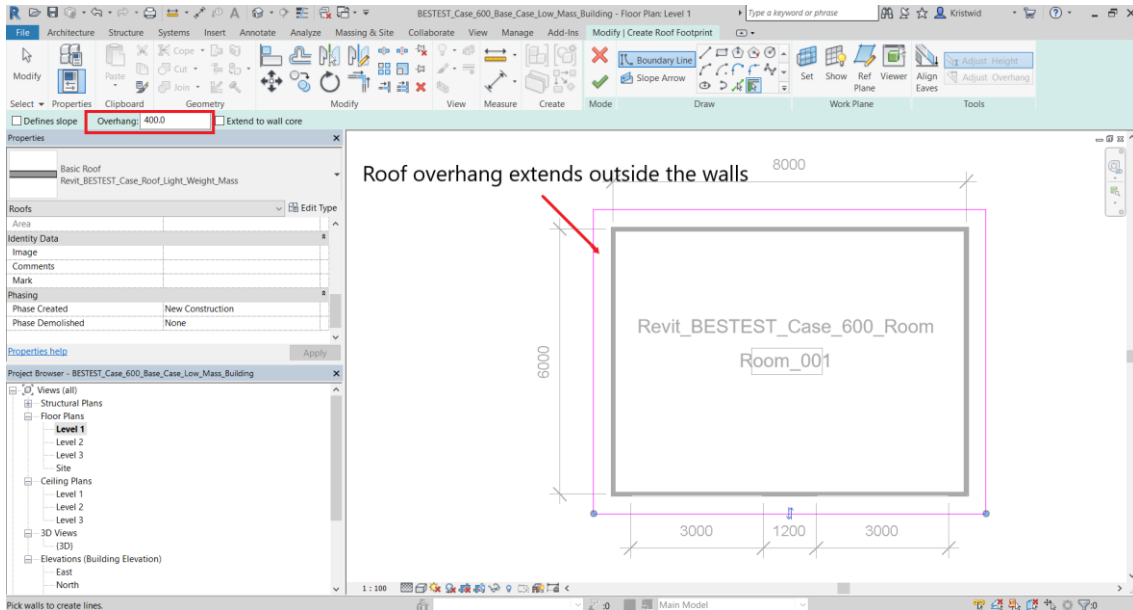 BESTEST_Case_600_Base_Case_Low_Mass_Building - Floor Plan: Level 1
Type a keyword or phrase
Kristwid
File Architecture Structure Systems Insert Annotate Analyze Massing & Site Collaborate View Manage Add-Ins Modify | Create Roof Footprint
Modify
Paste
Cope
Cut
Join
Boundary Line
Slope Arrow
Set Show Ref Plane Viewer
Align Eaves
Adjust Height
Adjust Overhang
Select Properties Clipboard Geometry Modify View Measure Create Mode Draw Work Plane Tools
Defines slope Overhang: 400.0 Extend to wall core
Properties
Basic Roof
Revit_BESTEST_Case_Roof_Light_Weight_Mass
Roofs Edit Type
Area
Identity Data
Image
Comments
Mark
Phasing
Phase Created New Construction
Phase Demolished None
Properties help Apply
Project Browser - BESTEST_Case_600_Base_Case_Low_Mass_Building
Views (all)
Structural Plans
Floor Plans
Level 1
Level 2
Level 3
Site
Ceiling Plans
Level 1
Level 2
Level 3
3D Views
{3D}
Elevations (Building Elevation)
East
North
Roof overhang extends outside the walls
8000
6000
Revit_BESTEST_Case_600_Room
Room_001
3000 1200 3000
1 : 100
Pick walls to create lines.
:0
Main Model
:0